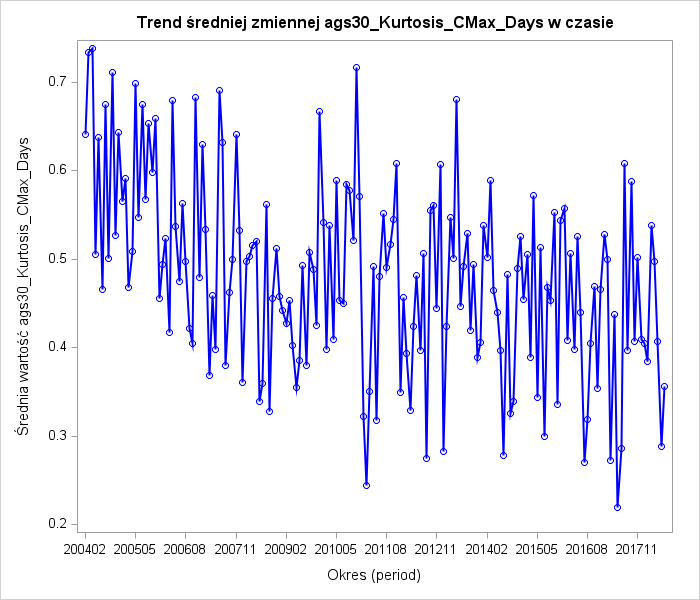 Trend średniej zmiennej ags30_Kurtosis_CMax_Days w czasie
Średnia wartość ags30_Kurtosis_CMax_Days
0.7
0.6
0.5
0.4
0.3
0.2
200402 200505 200608 200711 200902 201005 201108 201211 201402 201505 201608 201711
Okres (period)